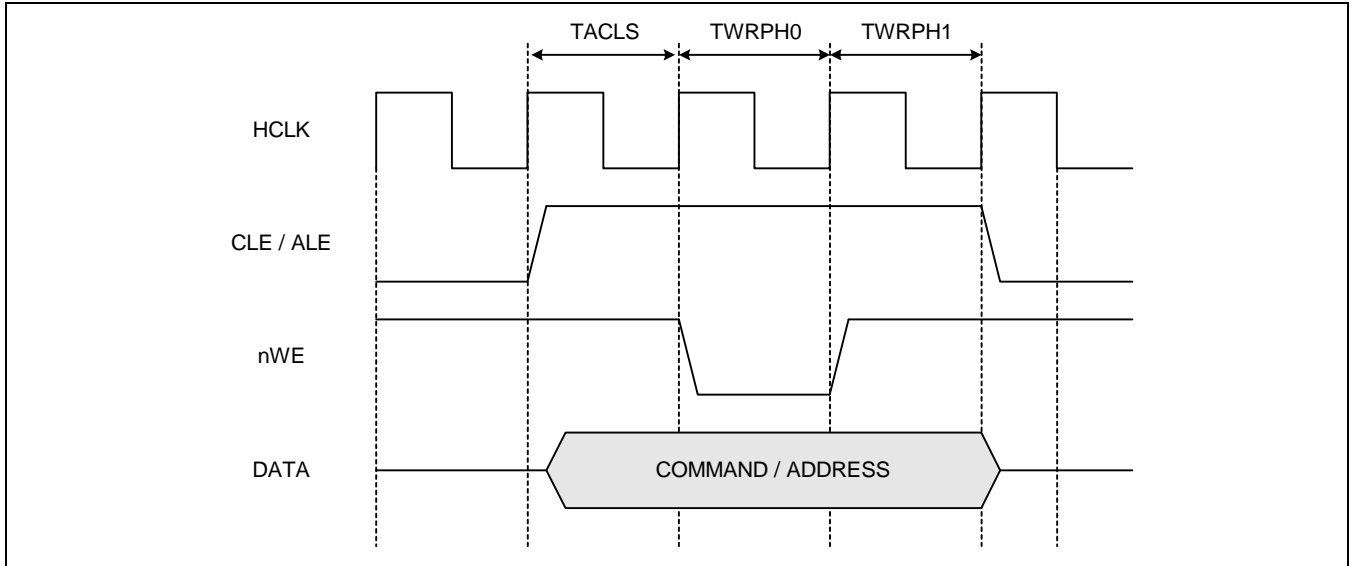 TACLS TWRPH0 TWRPH1
HCLK
CLE / ALE
nWE
DATA COMMAND / ADDRESS